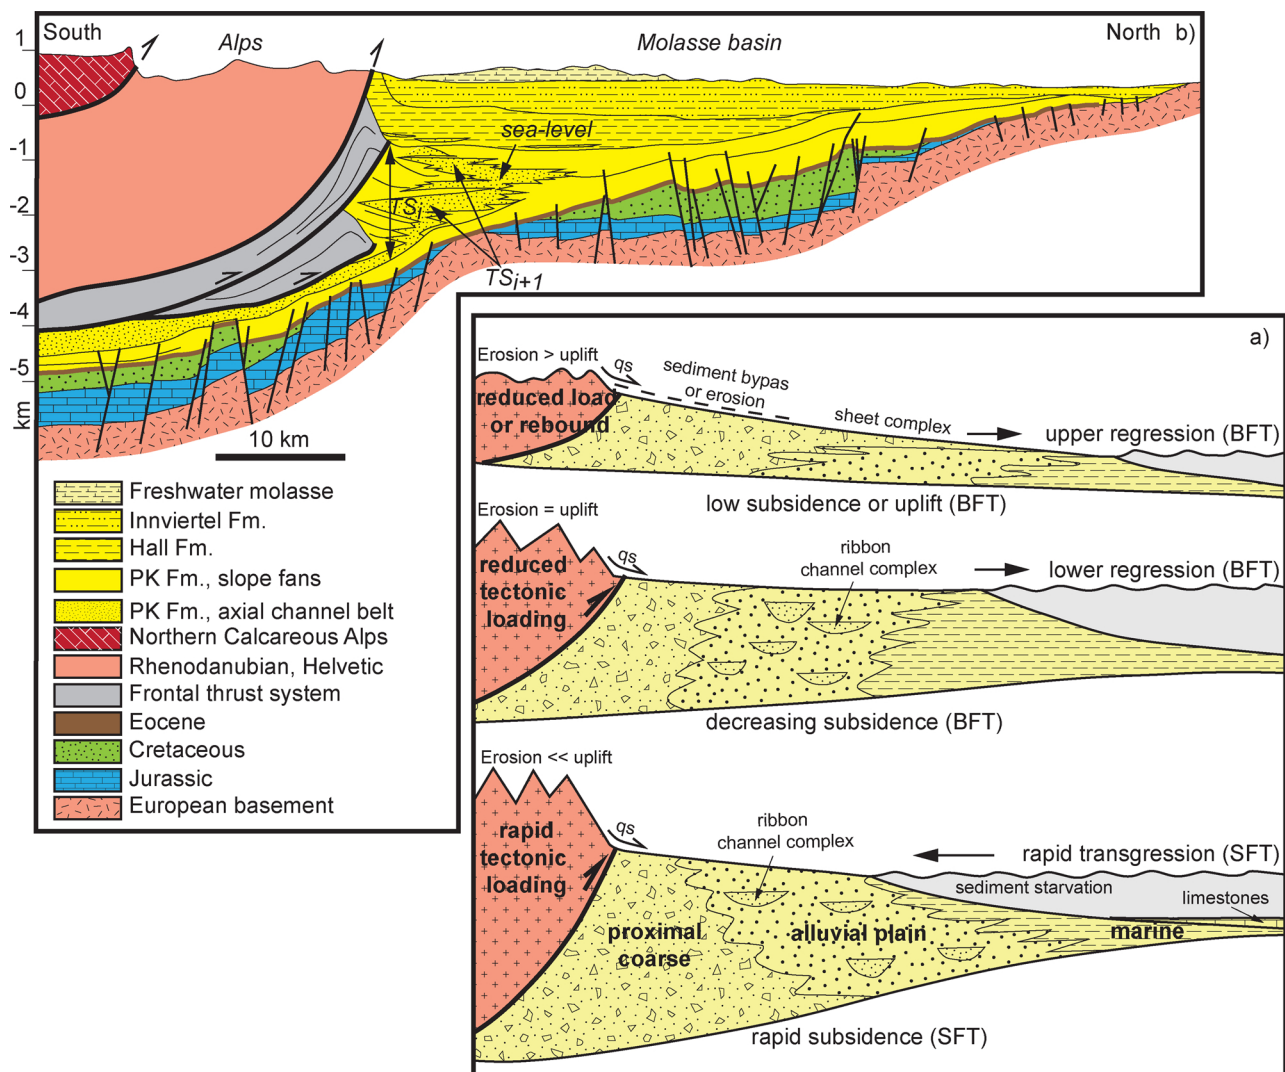 South
Alps
Molasse basin
North b)
1
0
-1
-2
-3
-4
-5
km
sea-level
TSi
TSi+1
10 km
Freshwater molasse
Innviertel Fm.
Hall Fm.
PK Fm., slope fans
PK Fm., axial channel belt
Northern Calcareous Alps
Rhenodanubian, Helvetic
Frontal thrust system
Eocene
Cretaceous
Jurassic
European basement
a)
Erosion > uplift
qs
sediment bypas
or erosion
reduced load
or rebound
sheet complex
upper regression (BFT)
low subsidence or uplift (BFT)
Erosion = uplift
qs
reduced
tectonic
loading
ribbon
channel complex
lower regression (BFT)
decreasing subsidence (BFT)
Erosion << uplift
qs
rapid
tectonic
loading
ribbon
channel complex
rapid transgression (SFT)
sediment starvation
limestones
proximal
coarse
alluvial plain
marine
rapid subsidence (SFT)